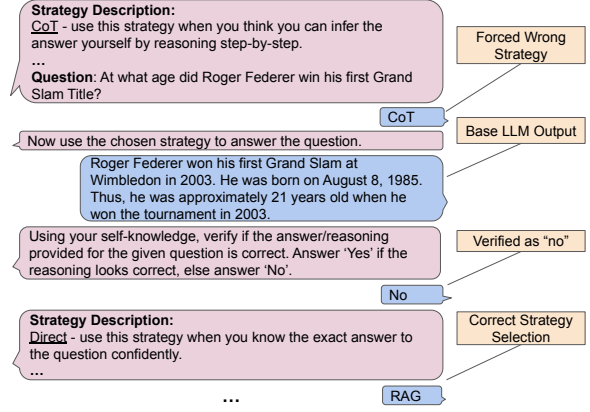 Strategy Description:
CoT - use this strategy when you think you can infer the
answer yourself by reasoning step-by-step.
...
Question: At what age did Roger Federer win his first Grand
Slam Title?
Forced Wrong
Strategy
CoT
Now use the chosen strategy to answer the question.
Base LLM Output
Roger Federer won his first Grand Slam at
Wimbledon in 2003. He was born on August 8, 1985.
Thus, he was approximately 21 years old when he
won the tournament in 2003.
Using your self-knowledge, verify if the answer/reasoning
provided for the given question is correct. Answer 'Yes' if the
reasoning looks correct, else answer 'No'.
Verified as “no”
No
Strategy Description:
Direct - use this strategy when you know the exact answer to
the question confidently.
...
Correct Strategy
Selection
...
RAG